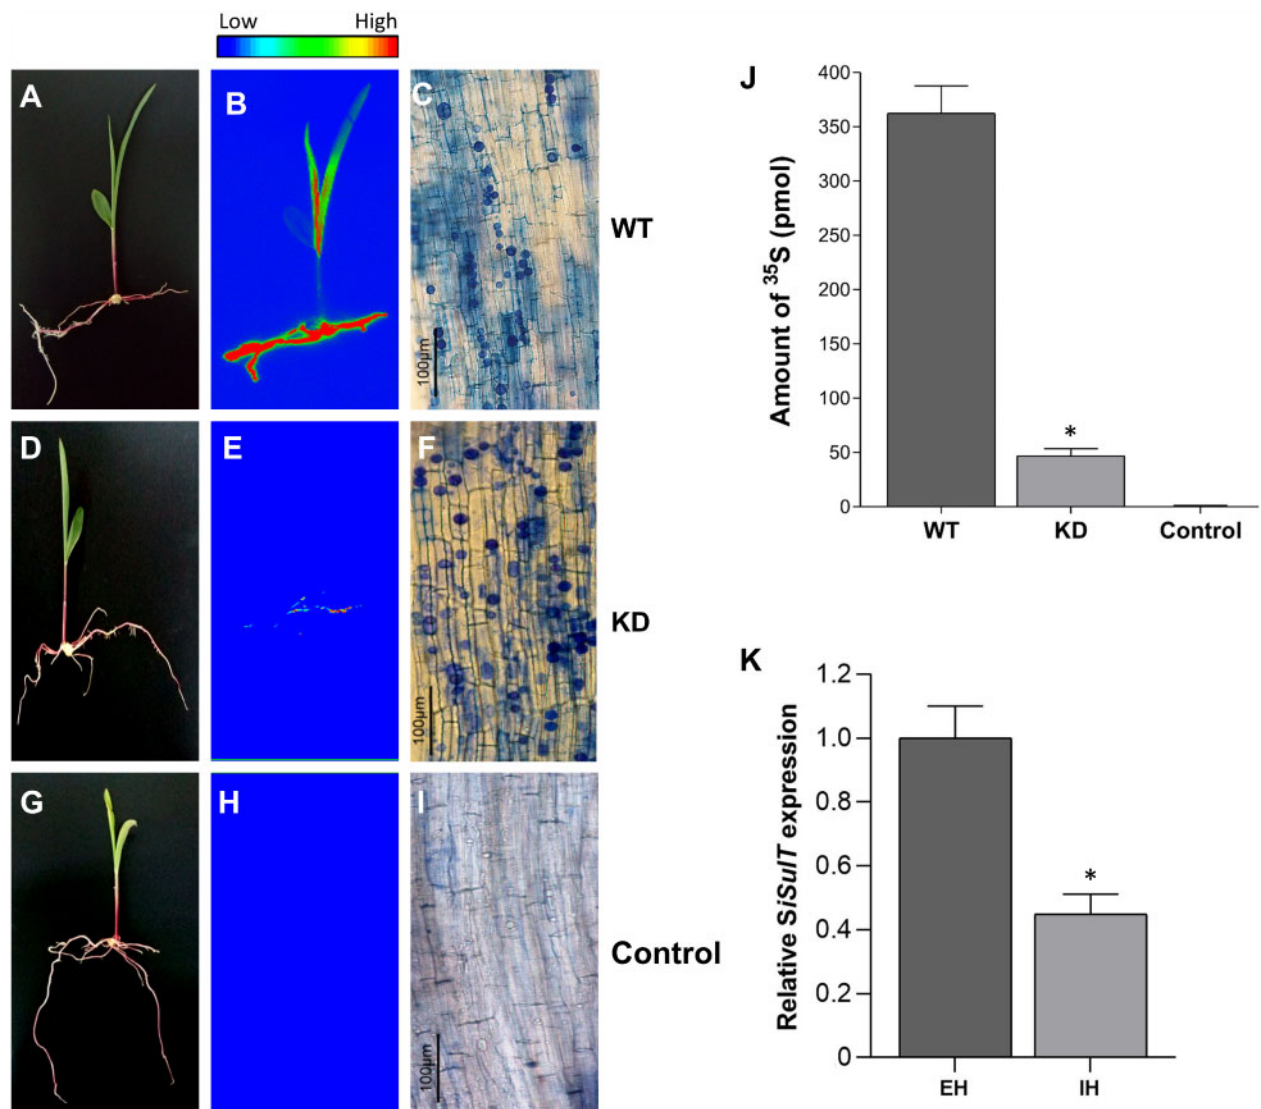 Low High
A
B
C
100μm
WT
D
E
F
100μm
KD
G
H
I
100μm
Control
J
Amount of ³⁵S (pmol)
400
350
300
250
200
150
100
50
0
*
WT KD Control
K
Relative SiSulT expression
1.2
1.0
0.8
0.6
0.4
0.2
0
*
EH IH